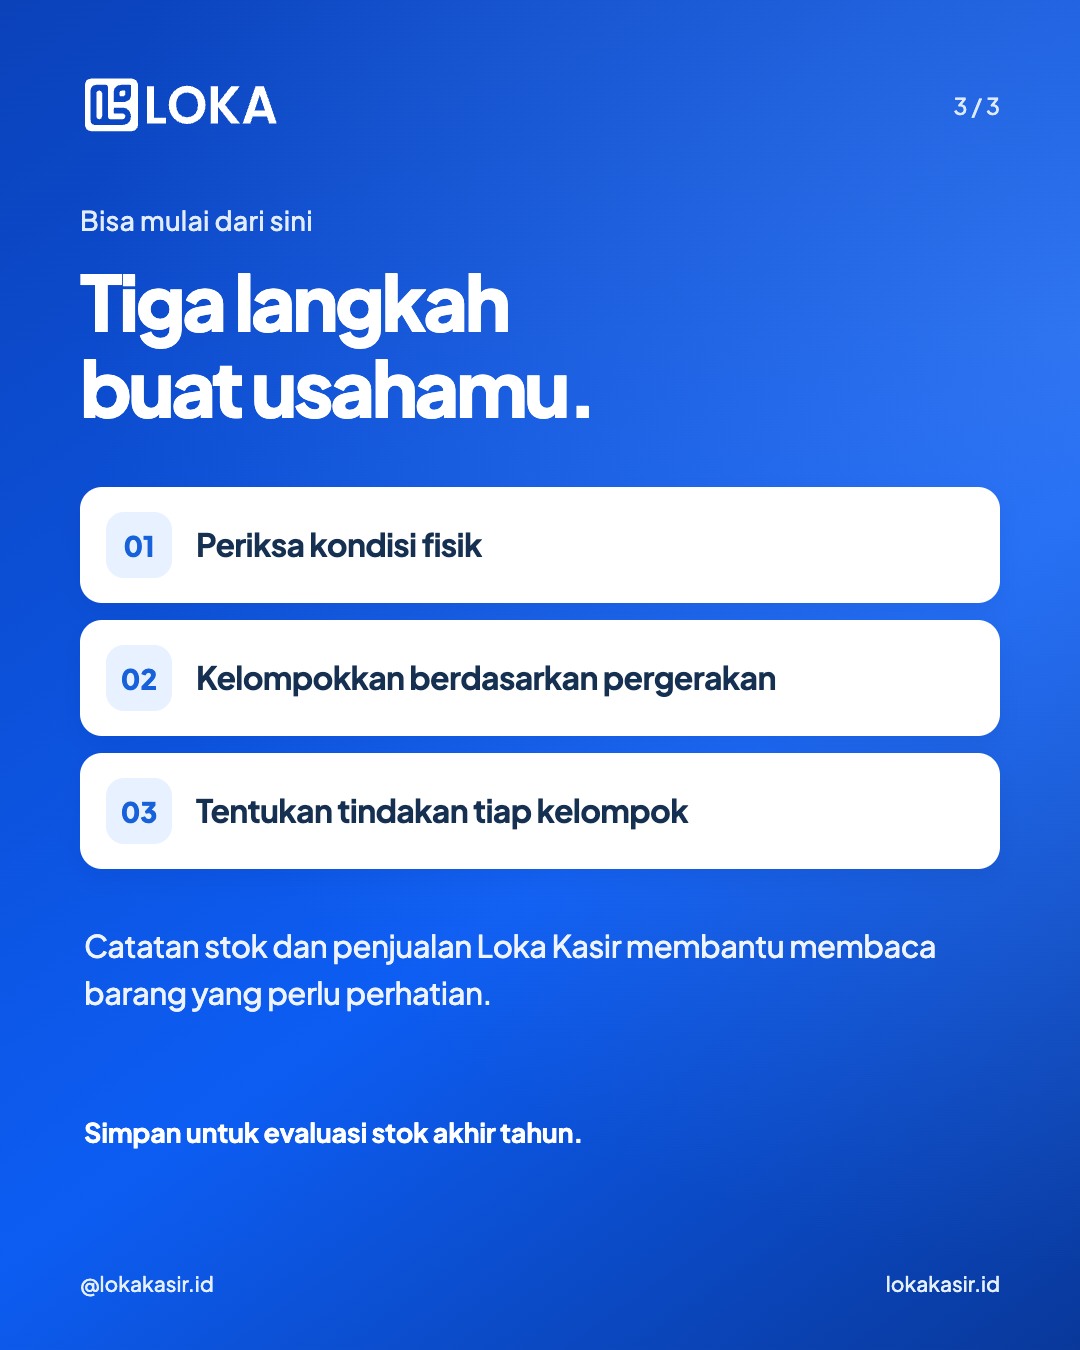 LOKA
3 / 3
Bisa mulai dari sini
Tiga langkah
buat usahamu.
01 Periksa kondisi fisik
02 Kelompokkan berdasarkan pergerakan
03 Tentukan tindakan tiap kelompok
Catatan stok dan penjualan Loka Kasir membantu membaca
barang yang perlu perhatian.
Simpan untuk evaluasi stok akhir tahun.
@lokakasir.id
lokakasir.id